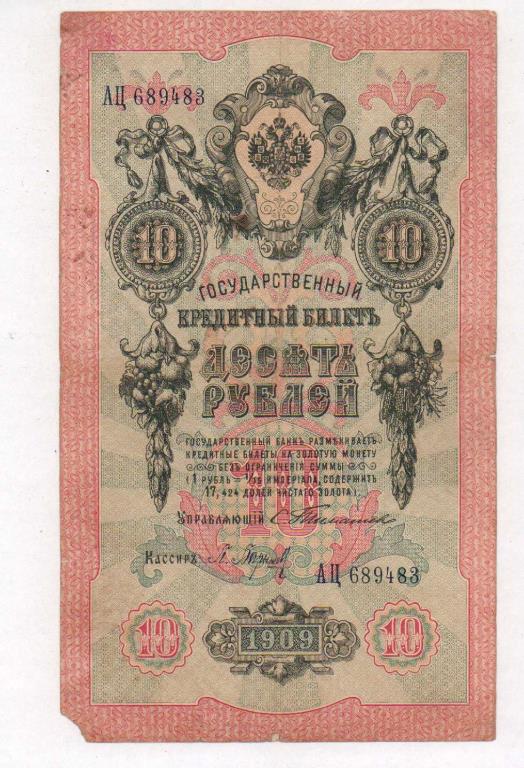 АЦ 689483
10 10
ГОСУДАРСТВЕННЫЙ
КРЕДИТНЫЙ БИЛЕТЪ
ДЕСЯТЬ
РУБЛЕЙ
ГОСУДАРСТВЕННЫЙ БАНКЪ РАЗМѢНИВАЕТЪ
КРЕДИТНЫЕ БИЛЕТЫ НА ЗОЛОТУЮ МОНЕТУ
БЕЗЪ ОГРАНИЧЕНІЯ СУММЫ
(1 РУБЛЬ = 1/15 ИМПЕРІАЛА, СОДЕРЖИТЪ
17,424 ДОЛЕЙ ЧИСТАГО ЗОЛОТА).
10
УПРАВЛЯЮЩІЙ
КАССИРЪ
АЦ 689483
10 1909 10